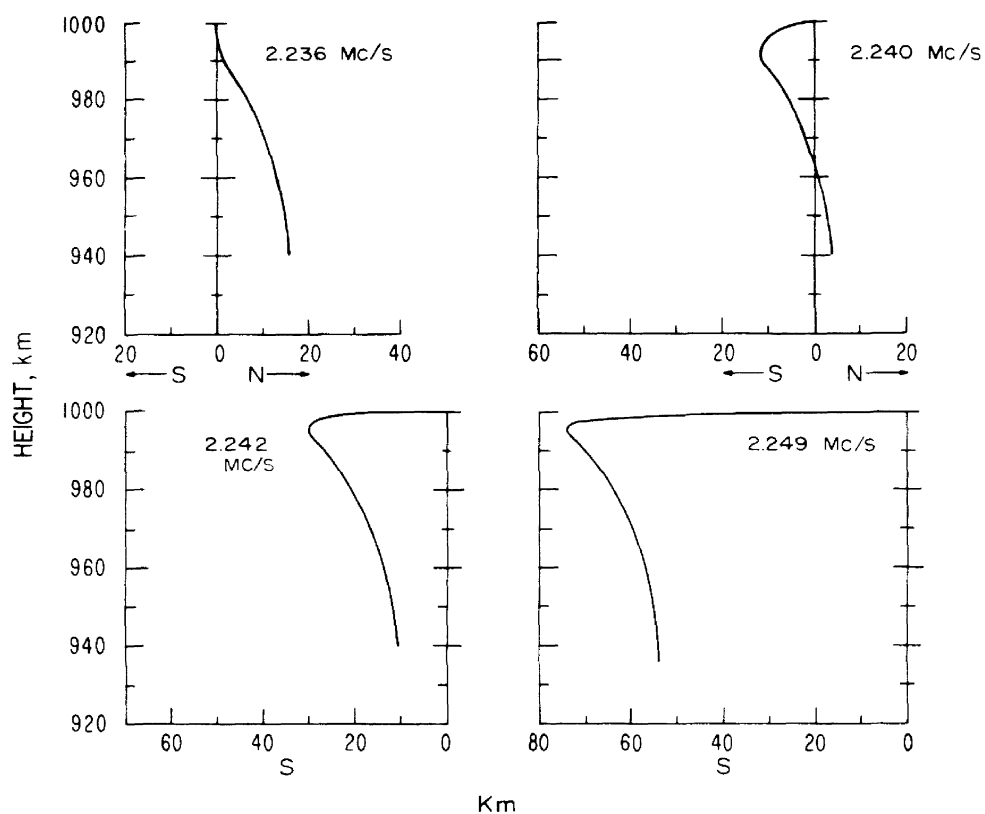 1000
980
960
940
920
2.236 MC/S
20 0 20 40
S N
2.240 MC/S
60 40 20 0 20
S N
HEIGHT, km
1000
980
960
940
920
2.242
MC/S
60 40 20 0
S
2.249 MC/S
80 60 40 20 0
S
Km